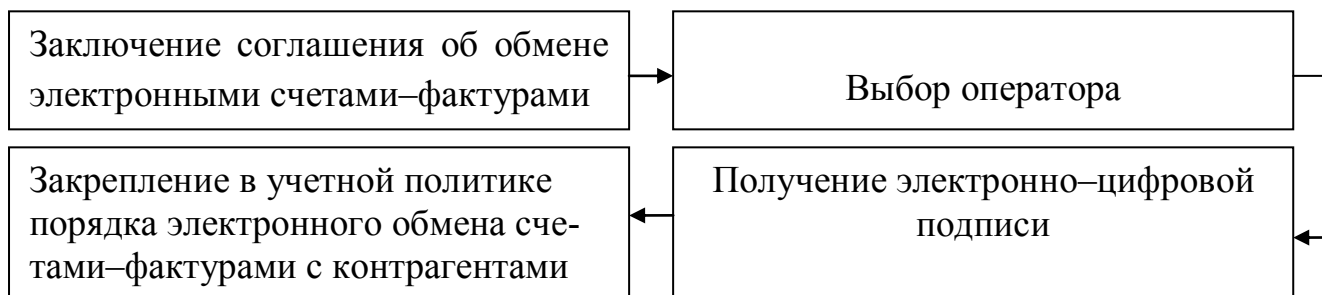 Заключение соглашения об обмене
электронными счетами–фактурами
Выбор оператора
Закрепление в учетной политике
порядка электронного обмена сче-
тами–фактурами с контрагентами
Получение электронно–цифровой
подписи